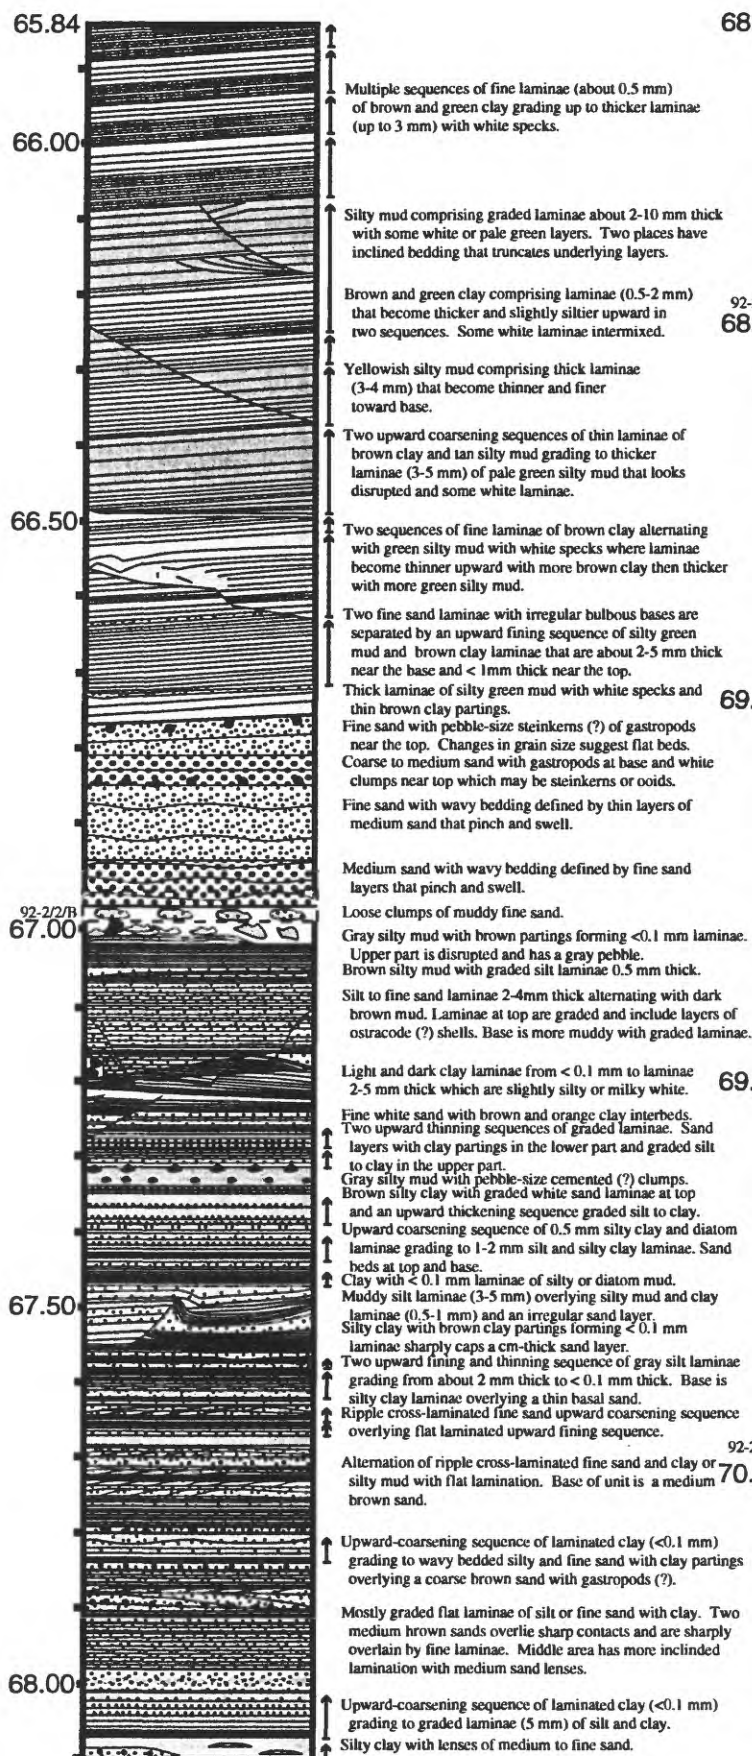 65.84
68
Multiple sequences of fine laminae (about 0.5 mm)
of brown and green clay grading up to thicker laminae
(up to 3 mm) with white specks.
66.00
Silty mud comprising graded laminae about 2-10 mm thick
with some white or pale green layers. Two places have
inclined bedding that truncates underlying layers.
Brown and green clay comprising laminae (0.5-2 mm)
that become thicker and slightly siltier upward in
two sequences. Some white laminae intermixed.
92-
68
Yellowish silty mud comprising thick laminae
(3-4 mm) that become thinner and finer
toward base.
Two upward coarsening sequences of thin laminae of
brown clay and tan silty mud grading to thicker
laminae (3-5 mm) of pale green silty mud that looks
disrupted and some white laminae.
66.50
Two sequences of fine laminae of brown clay alternating
with green silty mud with white specks where laminae
become thinner upward with more brown clay then thicker
with more green silty mud.
Two fine sand laminae with irregular bulbous bases are
separated by an upward fining sequence of silty green
mud and brown clay laminae that are about 2-5 mm thick
near the base and < 1mm thick near the top.
Thick laminae of silty green mud with white specks and
thin brown clay partings.
69.
Fine sand with pebble-size steinkerns (?) of gastropods
near the top. Changes in grain size suggest flat beds.
Coarse to medium sand with gastropods at base and white
clumps near top which may be steinkerns or ooids.
Fine sand with wavy bedding defined by thin layers of
medium sand that pinch and swell.
Medium sand with wavy bedding defined by fine sand
layers that pinch and swell.
92-2/2/B
67.00
Loose clumps of muddy fine sand.
Gray silty mud with brown partings forming <0.1 mm laminae.
Upper part is disrupted and has a gray pebble.
Brown silty mud with graded silt laminae 0.5 mm thick.
Silt to fine sand laminae 2-4mm thick alternating with dark
brown mud. Laminae at top are graded and include layers of
ostracode (?) shells. Base is more muddy with graded laminae.
Light and dark clay laminae from < 0.1 mm to laminae
2-5 mm thick which are slightly silty or milky white.
69.
Fine white sand with brown and orange clay interbeds.
Two upward thinning sequences of graded laminae. Sand
layers with clay partings in the lower part and graded silt
to clay in the upper part.
Gray silty mud with pebble-size cemented (?) clumps.
Brown silty clay with graded white sand laminae at top
and an upward thickening sequence graded silt to clay.
Upward coarsening sequence of 0.5 mm silty clay and diatom
laminae grading to 1-2 mm silt and silty clay laminae. Sand
beds at top and base.
Clay with < 0.1 mm laminae of silty or diatom mud.
67.50
Muddy silt laminae (3-5 mm) overlying silty mud and clay
laminae (0.5-1 mm) and an irregular sand layer.
Silty clay with brown clay partings forming < 0.1 mm
laminae sharply caps a cm-thick sand layer.
Two upward fining and thinning sequence of gray silt laminae
grading from about 2 mm thick to < 0.1 mm thick. Base is
silty clay laminae overlying a thin basal sand.
Ripple cross-laminated fine sand upward coarsening sequence
overlying flat laminated upward fining sequence.
92-2
70.
Alternation of ripple cross-laminated fine sand and clay or
silty mud with flat lamination. Base of unit is a medium
brown sand.
Upward-coarsening sequence of laminated clay (<0.1 mm)
grading to wavy bedded silty and fine sand with clay partings
overlying a coarse brown sand with gastropods (?).
Mostly graded flat laminae of silt or fine sand with clay. Two
medium brown sands overlie sharp contacts and are sharply
overlain by fine laminae. Middle area has more inclinded
lamination with medium sand lenses.
68.00
Upward-coarsening sequence of laminated clay (<0.1 mm)
grading to graded laminae (5 mm) of silt and clay.
Silty clay with lenses of medium to fine sand.